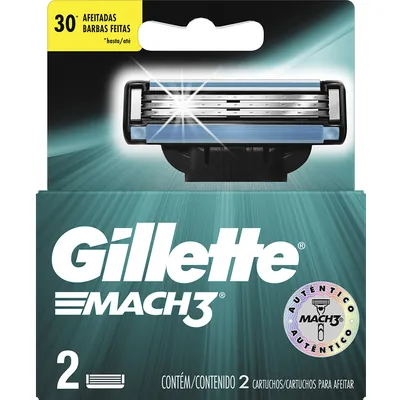 30* AFEITADAS
BARBAS FEITAS
*hasta/até
Gillette®
MACH3®
AUTÉNTICO
MACH3®
AUTÊNTICO
2
CONTÉM/CONTENIDO 2 CARTUCHOS/CARTUCHOS PARA AFEITAR